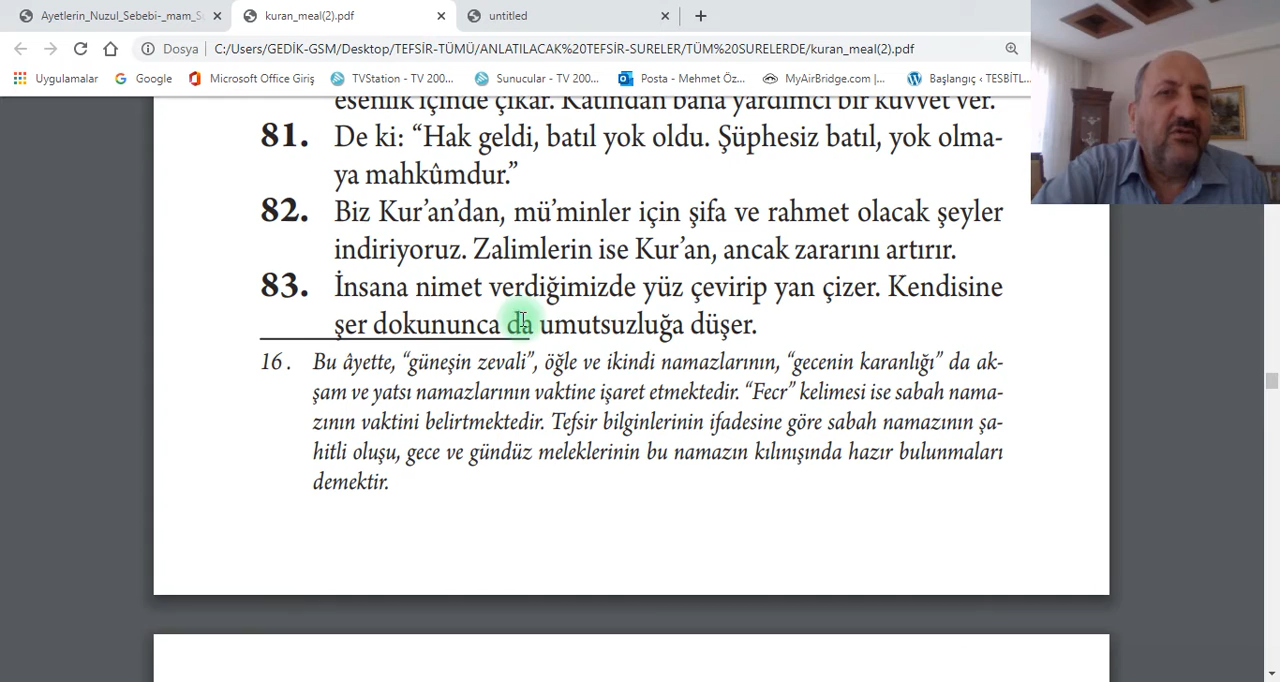 Ayetlerin_Nuzul_Sebebi-_mam_S
kuran_meal(2).pdf
untitled
Dosya
C:/Users/GEDİK-GSM/Desktop/TEFSİR-TÜMÜ/ANLATILACAK%20TEFSİR-SURELER/TÜM%20SURELERDE/kuran_meal(2).pdf
Uygulamalar
Google
Microsoft Office Giriş
TVStation - TV 200...
Sunucular - TV 200...
Posta - Mehmet Öz...
MyAirBridge.com |...
Başlangıç ‹ TESBİTL...
esenlik içinde çıkar. Katından bana yardımcı bir kuvvet ver.
81. De ki: “Hak geldi, batıl yok oldu. Şüphesiz batıl, yok olma-
ya mahkûmdur.”
82. Biz Kur’an’dan, mü’minler için şifa ve rahmet olacak şeyler
indiriyoruz. Zalimlerin ise Kur’an, ancak zararını artırır.
83. İnsana nimet verdiğimizde yüz çevirip yan çizer. Kendisine
şer dokununca da umutsuzluğa düşer.
16. Bu âyette, “güneşin zevali”, öğle ve ikindi namazlarının, “gecenin karanlığı” da ak-
şam ve yatsı namazlarının vaktine işaret etmektedir. “Fecr” kelimesi ise sabah nama-
zının vaktini belirtmektedir. Tefsir bilginlerinin ifadesine göre sabah namazının şa-
hitli oluşu, gece ve gündüz meleklerinin bu namazın kılınışında hazır bulunmaları
demektir.